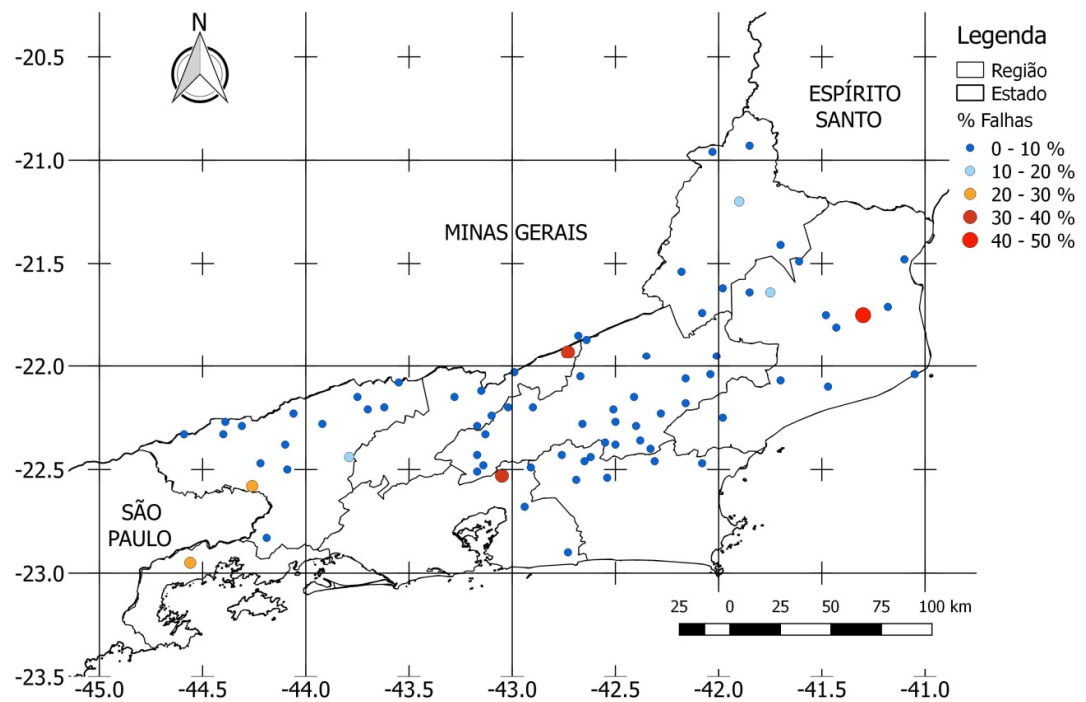 N
-20.5
-21.0
-21.5
-22.0
-22.5
-23.0
-23.5
-45.0 -44.5 -44.0 -43.5 -43.0 -42.5 -42.0 -41.5 -41.0
ESPÍRITO
SANTO
MINAS GERAIS
SÃO
PAULO
Legenda
Região
Estado
% Falhas
0 - 10 %
10 - 20 %
20 - 30 %
30 - 40 %
40 - 50 %
25 0 25 50 75 100 km